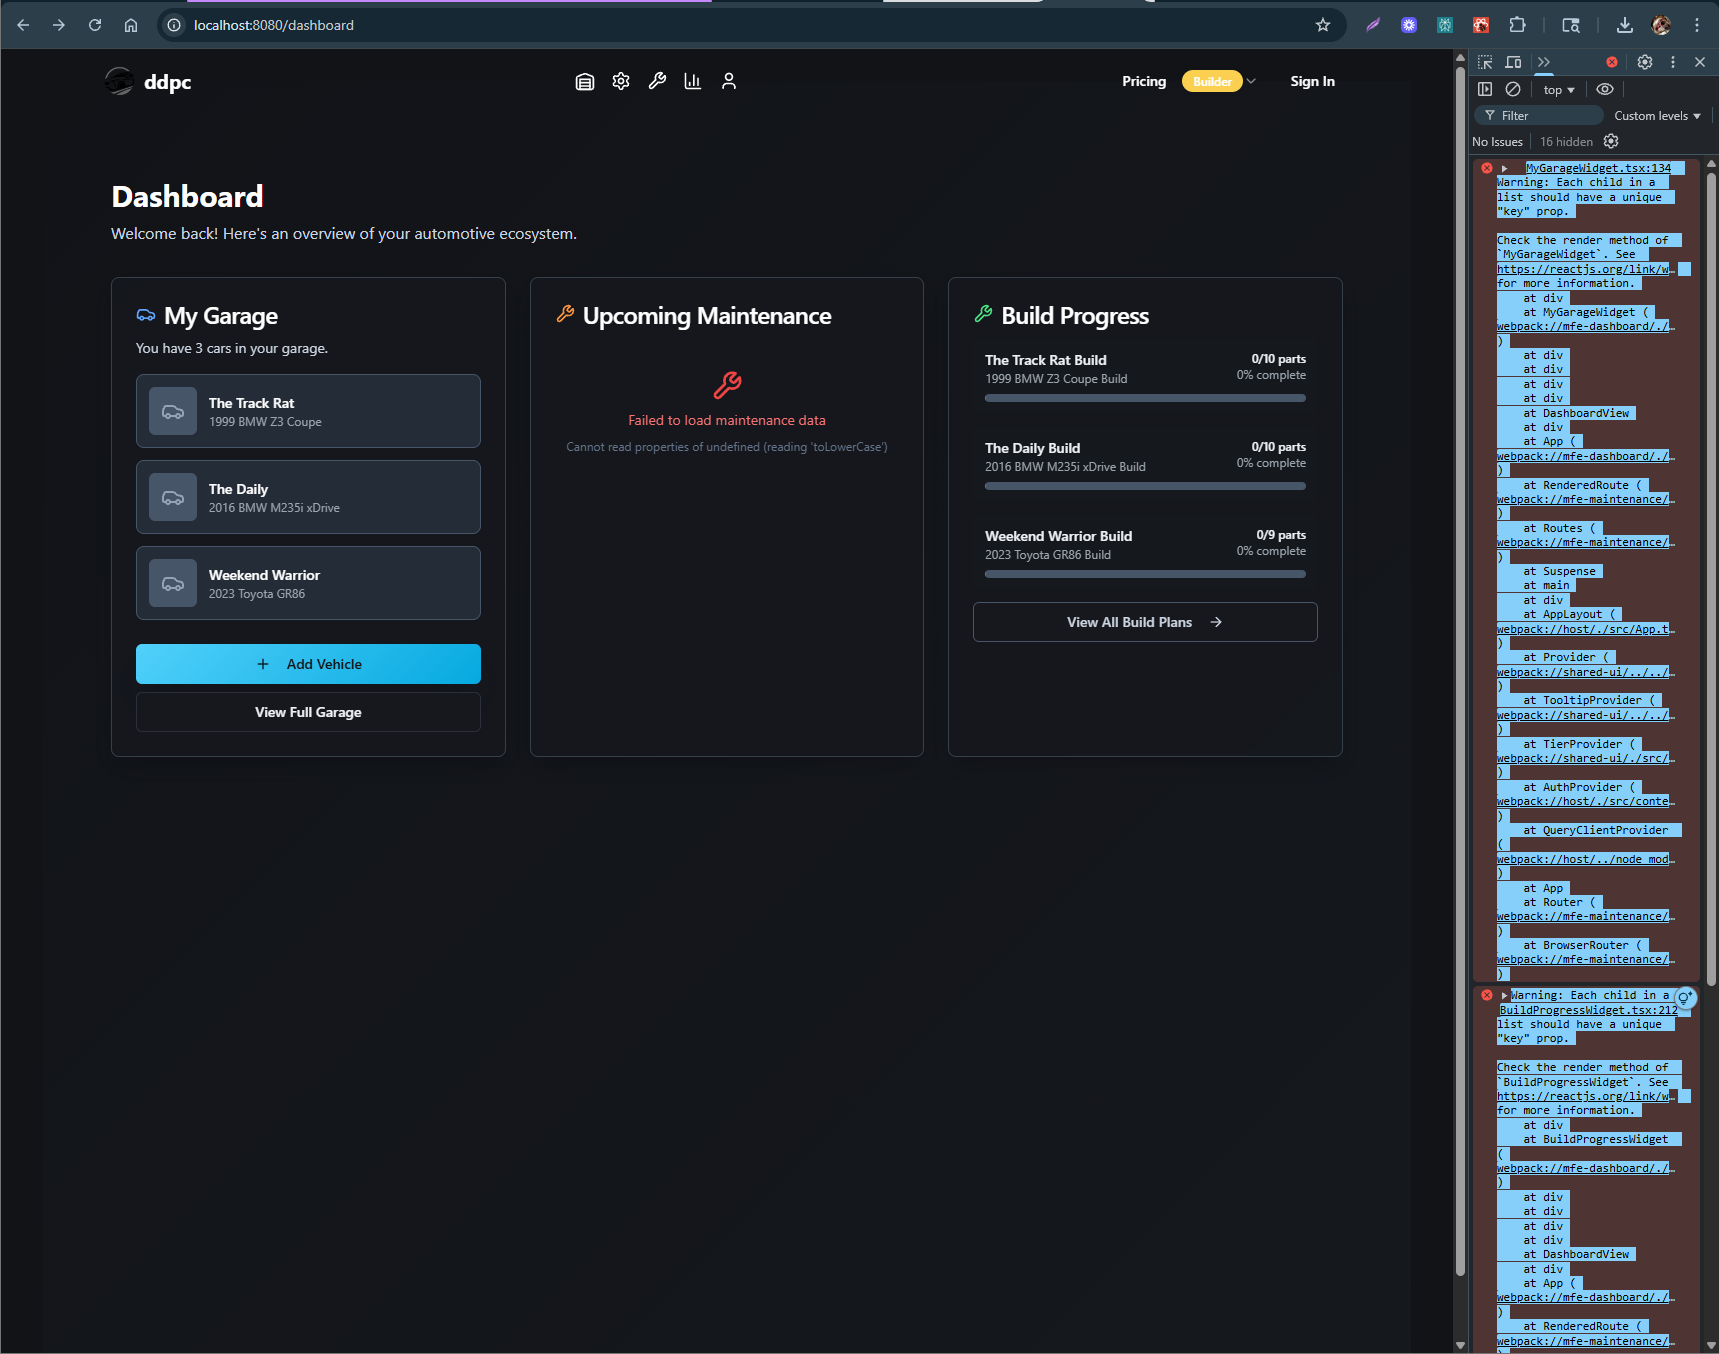 localhost:8080/dashboard
ddpc
Pricing
Builder
Sign In
Dashboard
Welcome back! Here's an overview of your automotive ecosystem.
My Garage
You have 3 cars in your garage.
The Track Rat
1999 BMW Z3 Coupe
The Daily
2016 BMW M235i xDrive
Weekend Warrior
2023 Toyota GR86
Add Vehicle
View Full Garage
Upcoming Maintenance
Failed to load maintenance data
Cannot read properties of undefined (reading 'toLowerCase')
Build Progress
The Track Rat Build
0/10 parts
1999 BMW Z3 Coupe Build
0% complete
The Daily Build
0/10 parts
2016 BMW M235i xDrive Build
0% complete
Weekend Warrior Build
0/9 parts
2023 Toyota GR86 Build
0% complete
View All Build Plans
top
Filter
Custom levels
No Issues
16 hidden
MyGarageWidget.tsx:134
Warning: Each child in a
list should have a unique
"key" prop.
Check the render method of
`MyGarageWidget`. See
https://reactjs.org/link/w…
for more information.
at div
at MyGarageWidget (
webpack://mfe-dashboard/./…
)
at div
at div
at div
at div
at DashboardView
at div
at App (
webpack://mfe-dashboard/./…
)
at RenderedRoute (
webpack://mfe-maintenance/…
)
at Routes (
webpack://mfe-maintenance/…
)
at Suspense
at main
at div
at AppLayout (
webpack://host/./src/App.t…
)
at Provider (
webpack://shared-ui/../../…
)
at TooltipProvider (
webpack://shared-ui/../../…
)
at TierProvider (
webpack://shared-ui/./src/…
)
at AuthProvider (
webpack://host/./src/conte…
)
at QueryClientProvider
(
webpack://host/../node_mod…
)
at App
at Router (
webpack://mfe-maintenance/…
)
at BrowserRouter (
webpack://mfe-maintenance/…
)
Warning: Each child in a
BuildProgressWidget.tsx:212
list should have a unique
"key" prop.
Check the render method of
`BuildProgressWidget`. See
https://reactjs.org/link/w…
for more information.
at div
at BuildProgressWidget
(
webpack://mfe-dashboard/./…
)
at div
at div
at div
at div
at DashboardView
at div
at App (
webpack://mfe-dashboard/./…
)
at RenderedRoute (
webpack://mfe-maintenance/…
)